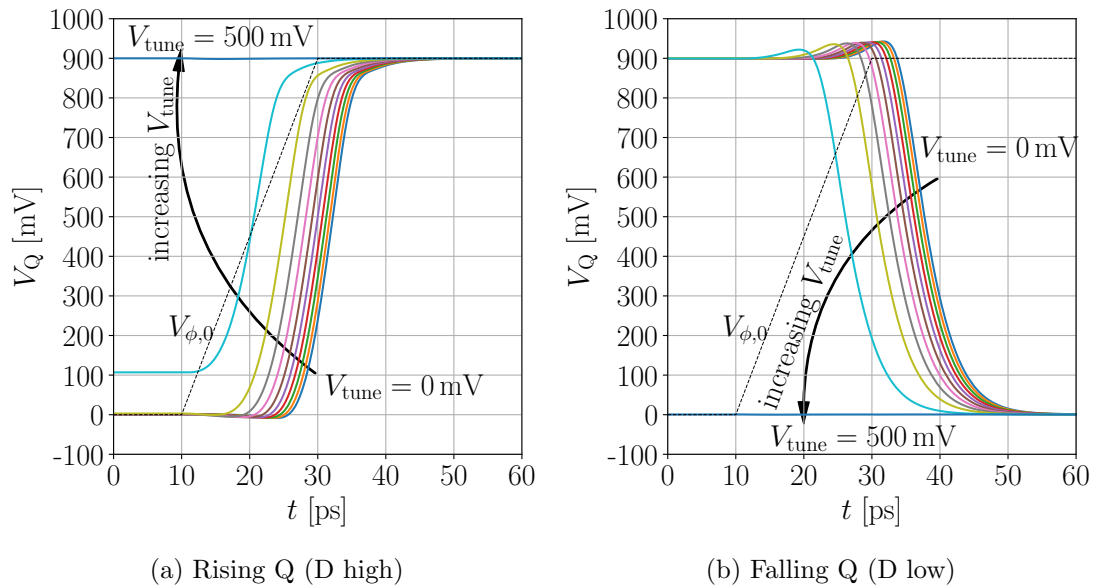 1000
900
800
700
600
500
400
300
200
100
0
-100
0
10
20
30
40
50
60
V_Q [mV]
t [ps]
V_tune = 500 mV
increasing V_tune
V_ϕ,0
V_tune = 0 mV
(a) Rising Q (D high)
1000
900
800
700
600
500
400
300
200
100
0
-100
0
10
20
30
40
50
60
V_Q [mV]
t [ps]
V_tune = 0 mV
increasing V_tune
V_ϕ,0
V_tune = 500 mV
(b) Falling Q (D low)